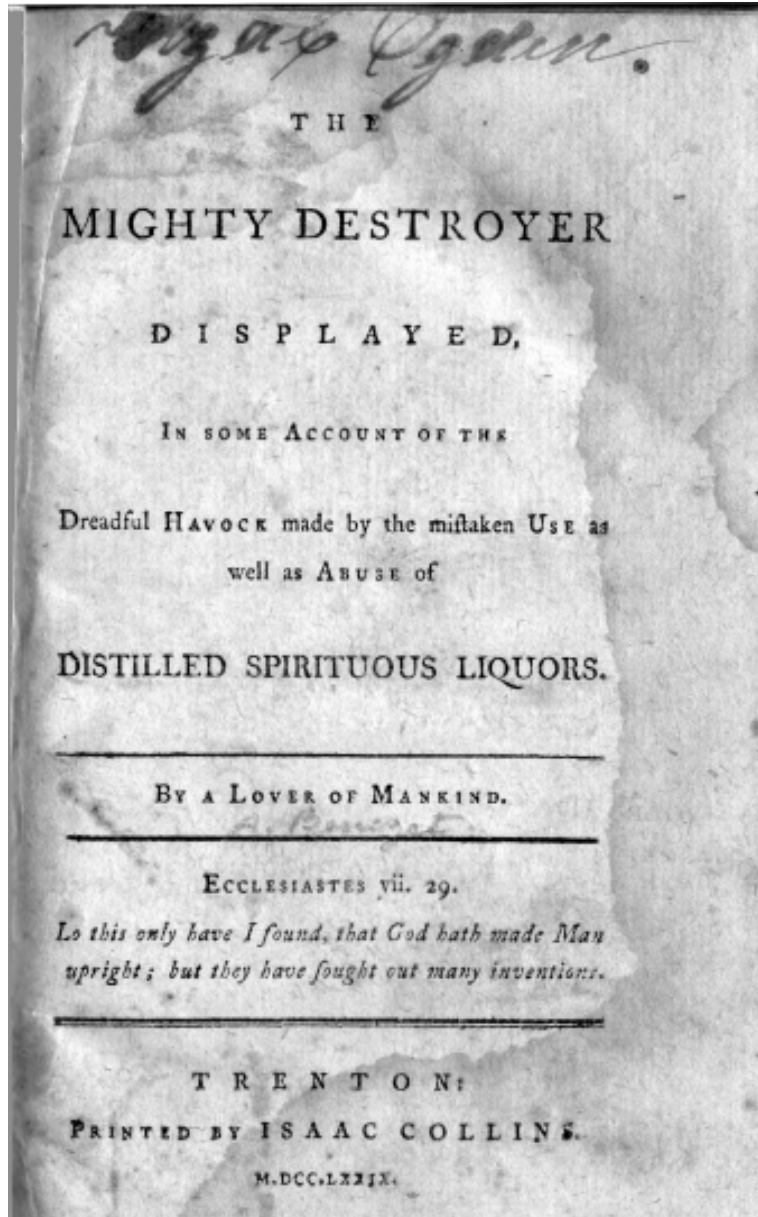 Ogden.
THE
MIGHTY DESTROYER
DISPLAYED,
IN SOME ACCOUNT OF THE
Dreadful HAVOCK made by the miſtaken USE as
well as ABUSE of
DISTILLED SPIRITUOUS LIQUORS.
BY A LOVER OF MANKIND.
A. Benezet
ECCLESIASTES vii. 29.
Lo this only have I found, that God hath made Man
upright; but they have ſought out many inventions.
TRENTON:
PRINTED BY ISAAC COLLINS.
M.DCC.LXXIX.